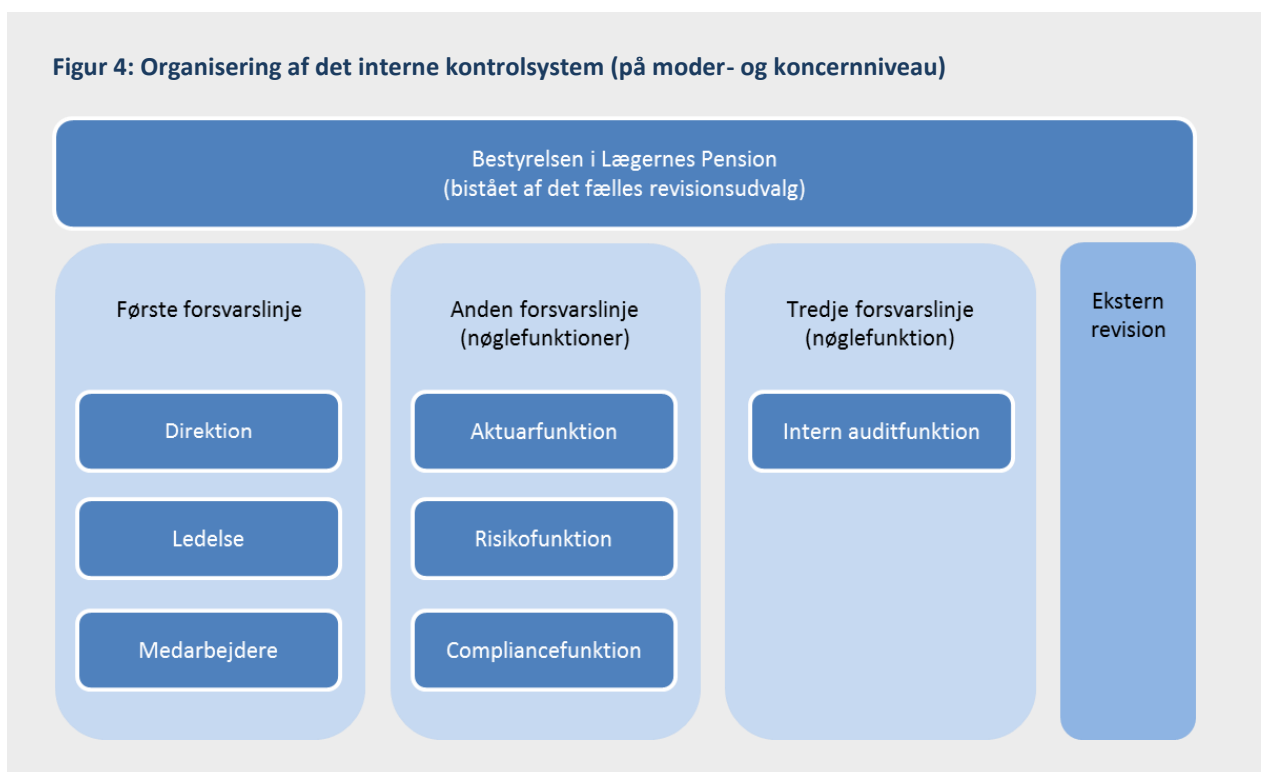 Figur 4: Organisering af det interne kontrolsystem (på moder- og koncernniveau)
Bestyrelsen i Lægernes Pension
(bistået af det fælles revisionsudvalg)
Første forsvarslinje
Direktion
Ledelse
Medarbejdere
Anden forsvarslinje
(nøglefunktioner)
Aktuarfunktion
Risikofunktion
Compliancefunktion
Tredje forsvarslinje
(nøglefunktion)
Intern auditfunktion
Ekstern
revision